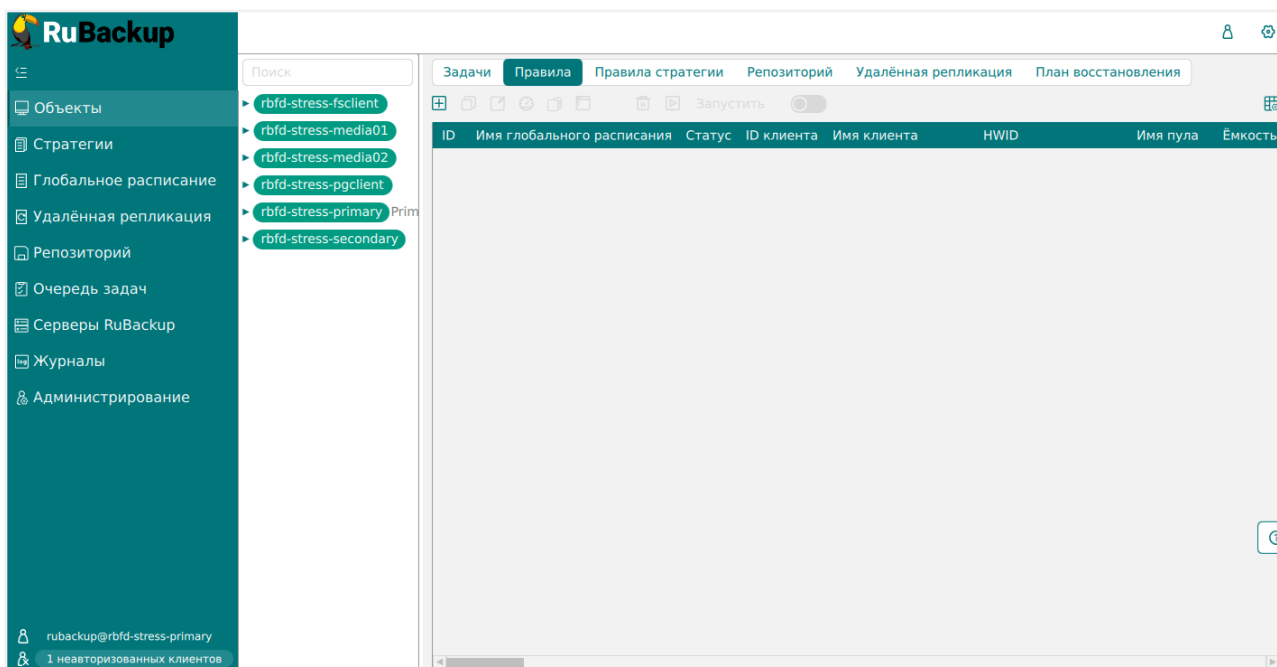 RuBackup
Объекты
Стратегии
Глобальное расписание
Удалённая репликация
Репозиторий
Очередь задач
Серверы RuBackup
Журналы
Администрирование
rubackup@rbfd-stress-primary
1 неавторизованных клиентов
Поиск
rbfd-stress-fsclient
rbfd-stress-media01
rbfd-stress-media02
rbfd-stress-pgclient
rbfd-stress-primary Prim
rbfd-stress-secondary
Задачи Правила Правила стратегии Репозиторий Удалённая репликация План восстановления
Запустить
ID Имя глобального расписания Статус ID клиента Имя клиента HWID Имя пула Ёмкость